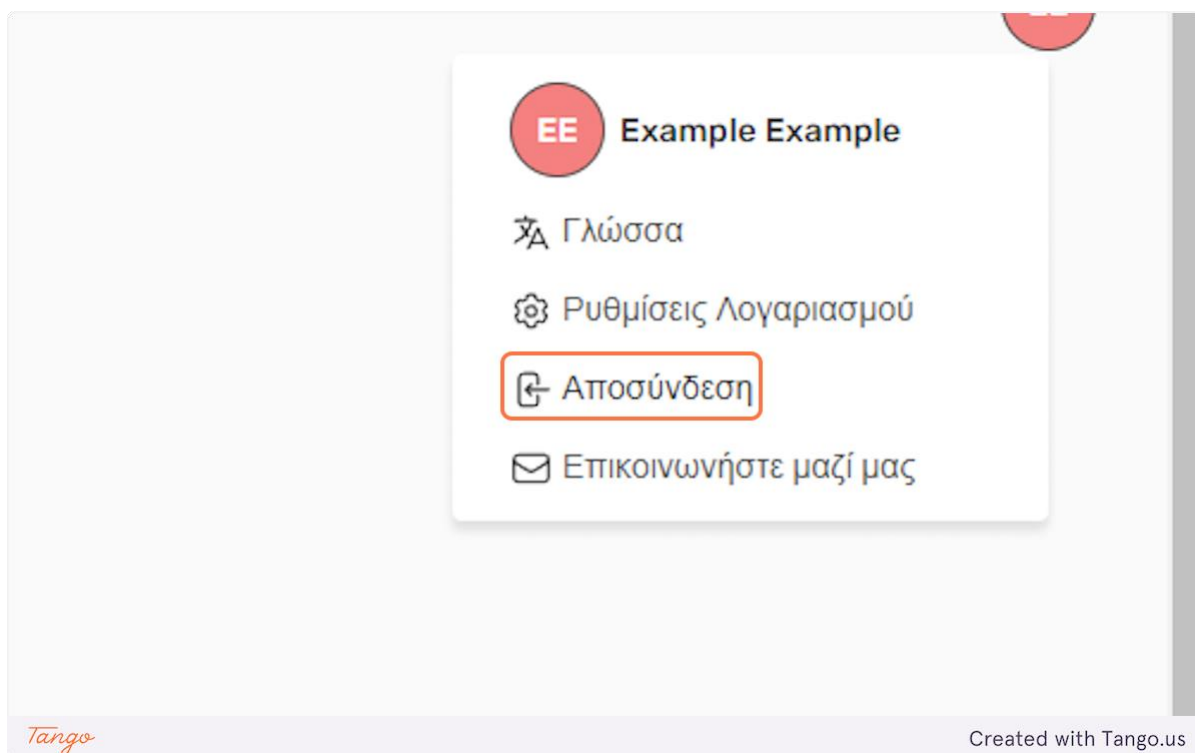 EE Example Example
Γλώσσα
Ρυθμίσεις Λογαριασμού
Αποσύνδεση
Επικοινωνήστε μαζί μας
Tango Created with Tango.us